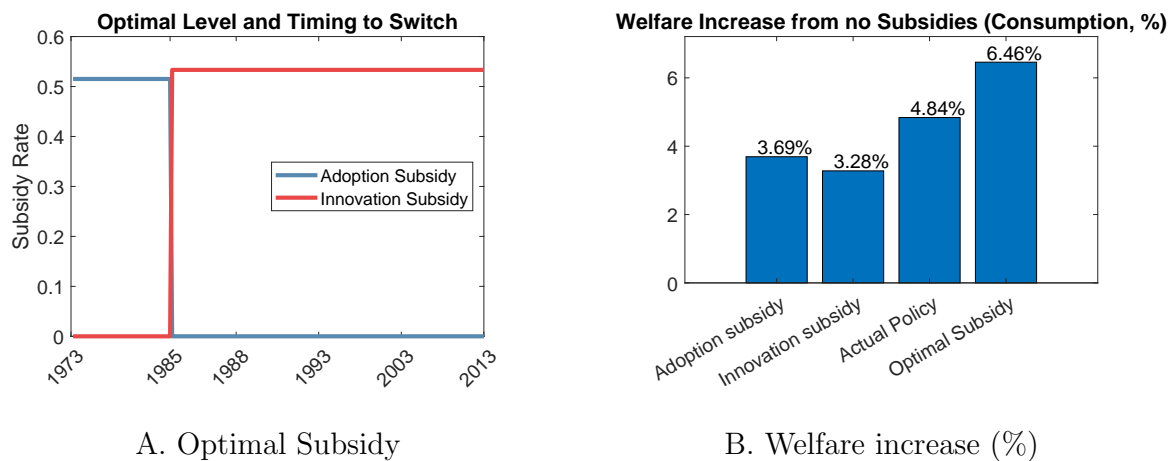 Optimal Level and Timing to Switch
0.6
0.5
0.4
0.3
0.2
0.1
0
Subsidy Rate
Adoption Subsidy
Innovation Subsidy
1973
1985
1988
1993
2003
2013
A. Optimal Subsidy
Welfare Increase from no Subsidies (Consumption, %)
6
4
2
0
3.69%
3.28%
4.84%
6.46%
Adoption subsidy
Innovation subsidy
Actual Policy
Optimal Subsidy
B. Welfare increase (%)